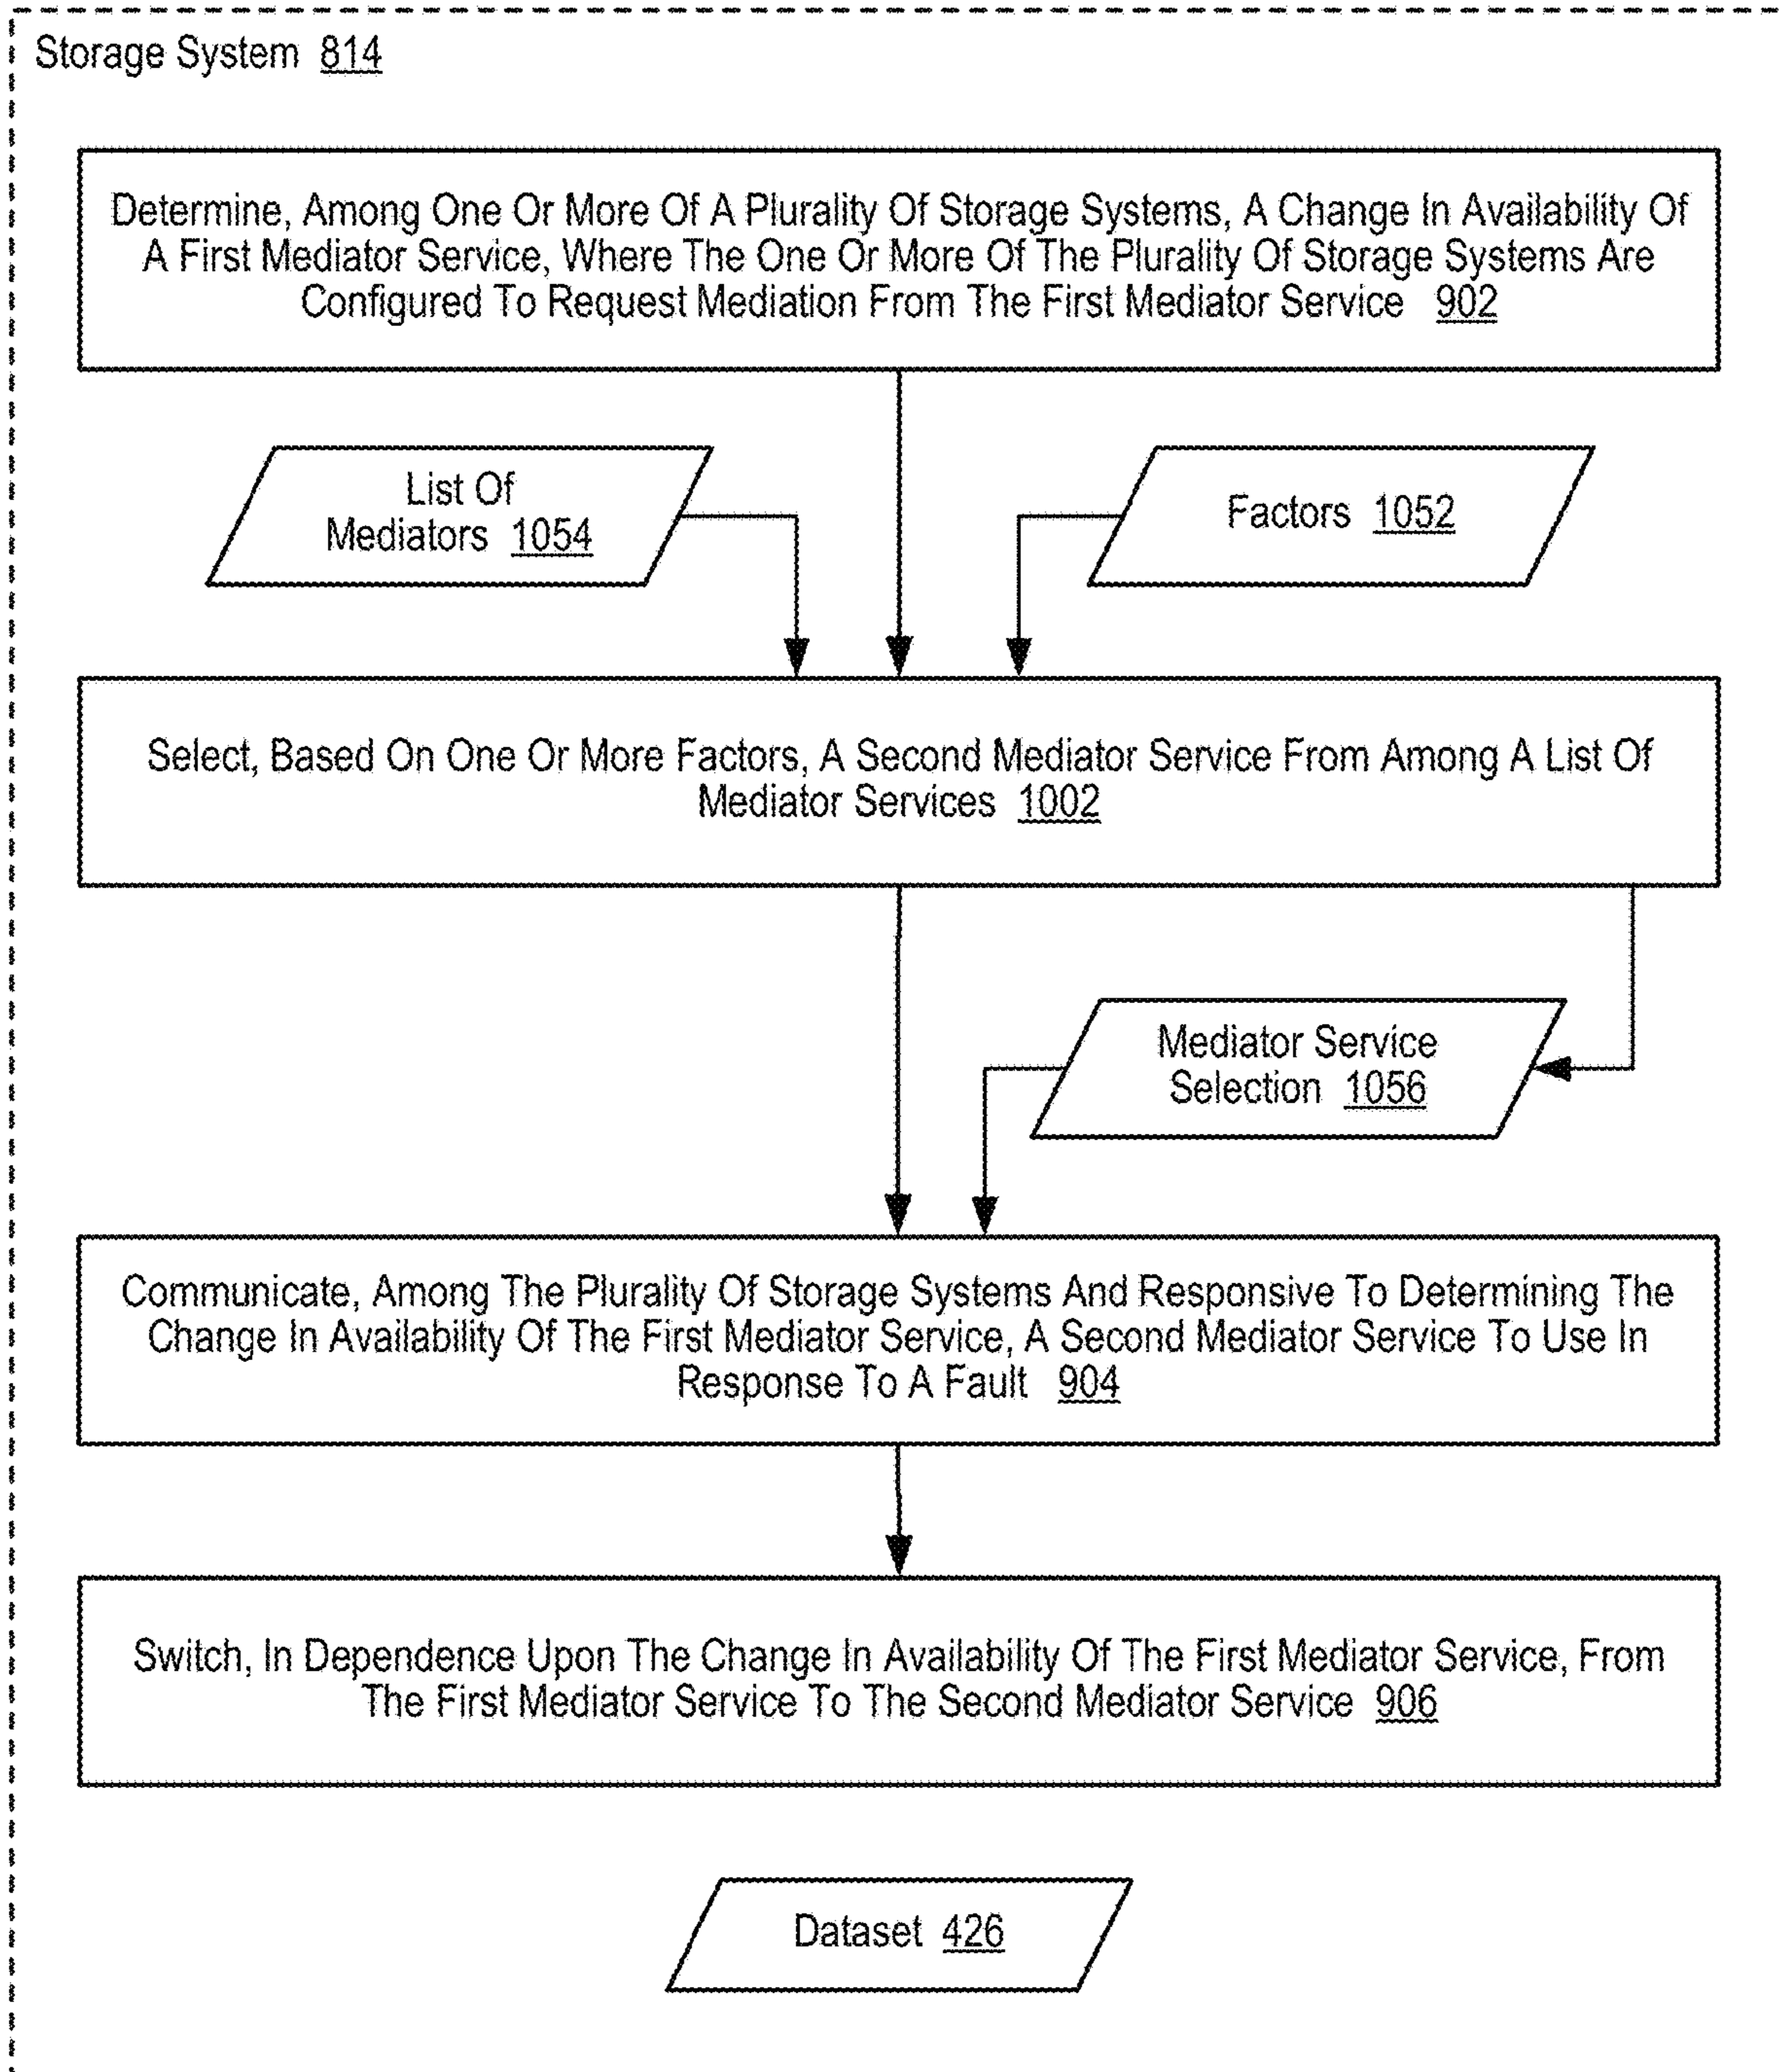 Storage System 814
Determine, Among One Or More Of A Plurality Of Storage Systems, A Change In Availability Of
A First Mediator Service, Where The One Or More Of The Plurality Of Storage Systems Are
Configured To Request Mediation From The First Mediator Service 902
List Of
Mediators 1054
Factors 1052
Select, Based On One Or More Factors, A Second Mediator Service From Among A List Of
Mediator Services 1002
Mediator Service
Selection 1056
Communicate, Among The Plurality Of Storage Systems And Responsive To Determining The
Change In Availability Of The First Mediator Service, A Second Mediator Service To Use In
Response To A Fault 904
Switch, In Dependence Upon The Change In Availability Of The First Mediator Service, From
The First Mediator Service To The Second Mediator Service 906
Dataset 426